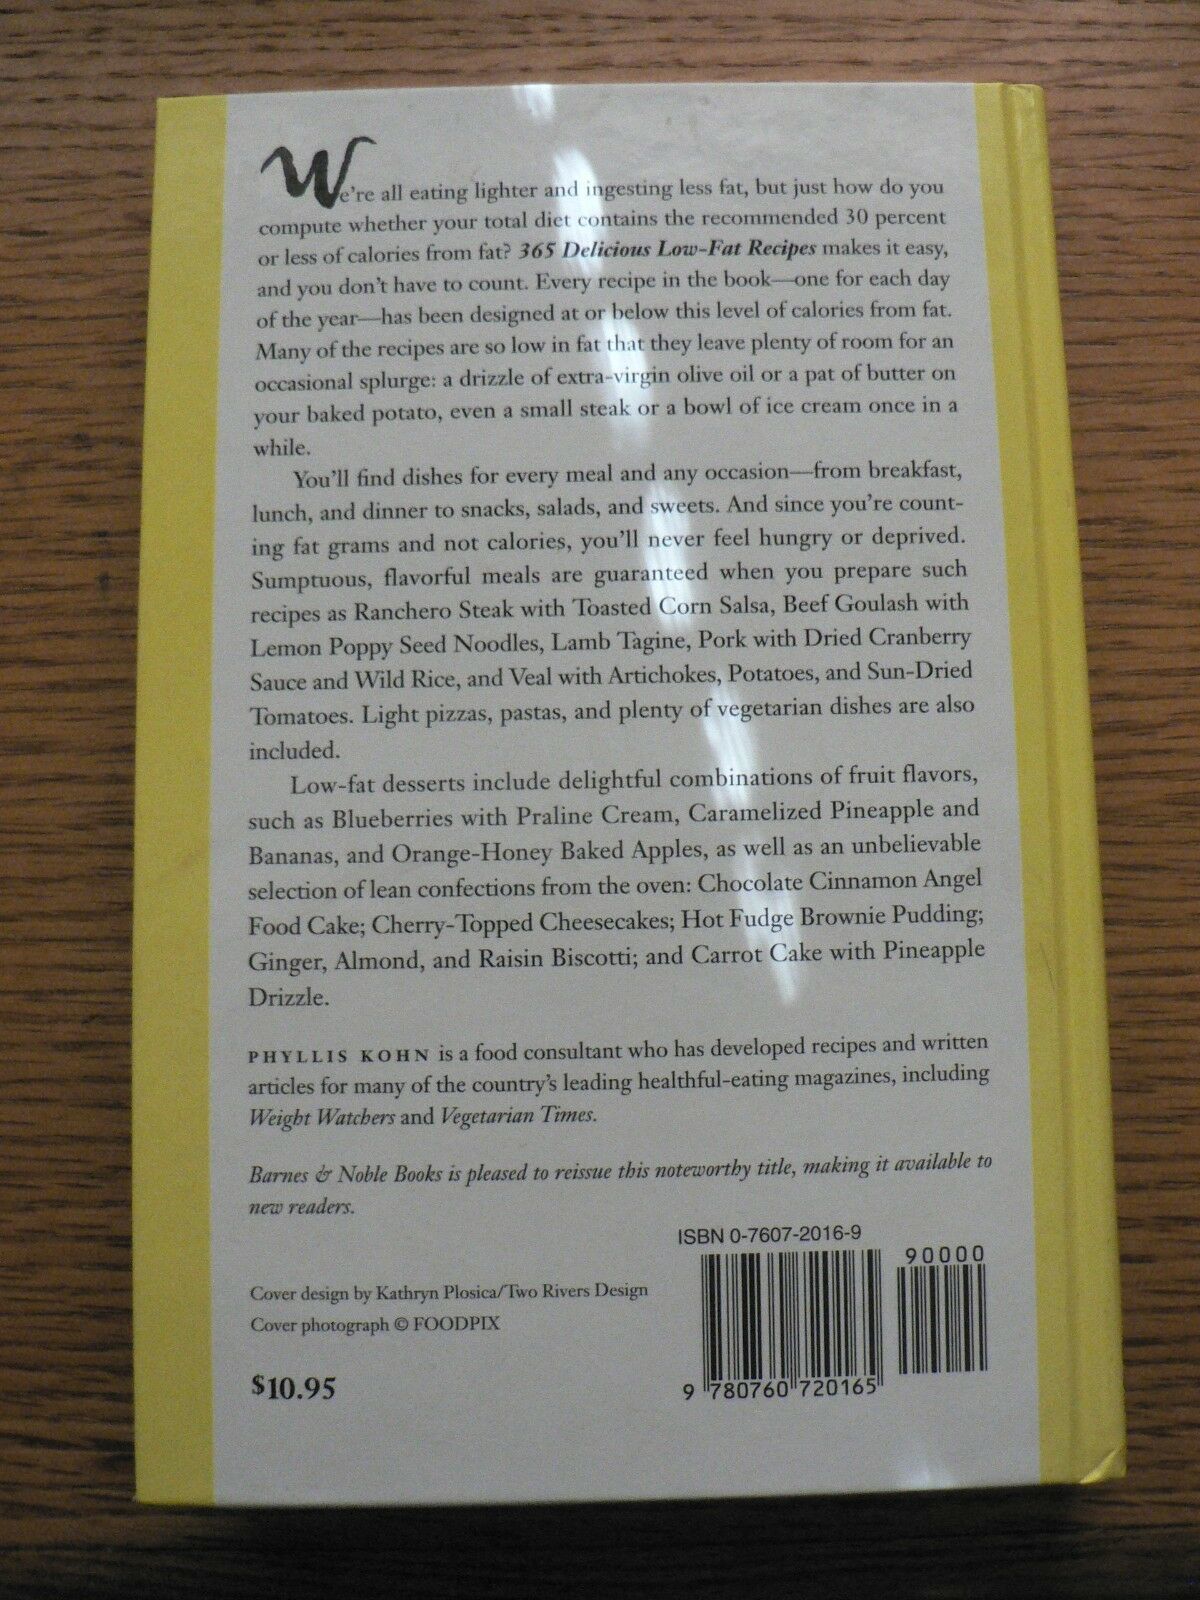 We're all eating lighter and ingesting less fat, but just how do you
compute whether your total diet contains the recommended 30 percent
or less of calories from fat? 365 Delicious Low-Fat Recipes makes it easy,
and you don't have to count. Every recipe in the book—one for each day
of the year—has been designed at or below this level of calories from fat.
Many of the recipes are so low in fat that they leave plenty of room for an
occasional splurge: a drizzle of extra-virgin olive oil or a pat of butter on
your baked potato, even a small steak or a bowl of ice cream once in a
while.
You'll find dishes for every meal and any occasion—from breakfast,
lunch, and dinner to snacks, salads, and sweets. And since you're count-
ing fat grams and not calories, you'll never feel hungry or deprived.
Sumptuous, flavorful meals are guaranteed when you prepare such
recipes as Ranchero Steak with Toasted Corn Salsa, Beef Goulash with
Lemon Poppy Seed Noodles, Lamb Tagine, Pork with Dried Cranberry
Sauce and Wild Rice, and Veal with Artichokes, Potatoes, and Sun-Dried
Tomatoes. Light pizzas, pastas, and plenty of vegetarian dishes are also
included.
Low-fat desserts include delightful combinations of fruit flavors,
such as Blueberries with Praline Cream, Caramelized Pineapple and
Bananas, and Orange-Honey Baked Apples, as well as an unbelievable
selection of lean confections from the oven: Chocolate Cinnamon Angel
Food Cake; Cherry-Topped Cheesecakes; Hot Fudge Brownie Pudding;
Ginger, Almond, and Raisin Biscotti; and Carrot Cake with Pineapple
Drizzle.
PHYLLIS KOHN is a food consultant who has developed recipes and written
articles for many of the country's leading healthful-eating magazines, including
Weight Watchers and Vegetarian Times.
Barnes & Noble Books is pleased to reissue this noteworthy title, making it available to
new readers.
ISBN 0-7607-2016-9
90000
Cover design by Kathryn Plosica/Two Rivers Design
Cover photograph © FOODPIX
$10.95
9 780760 720165